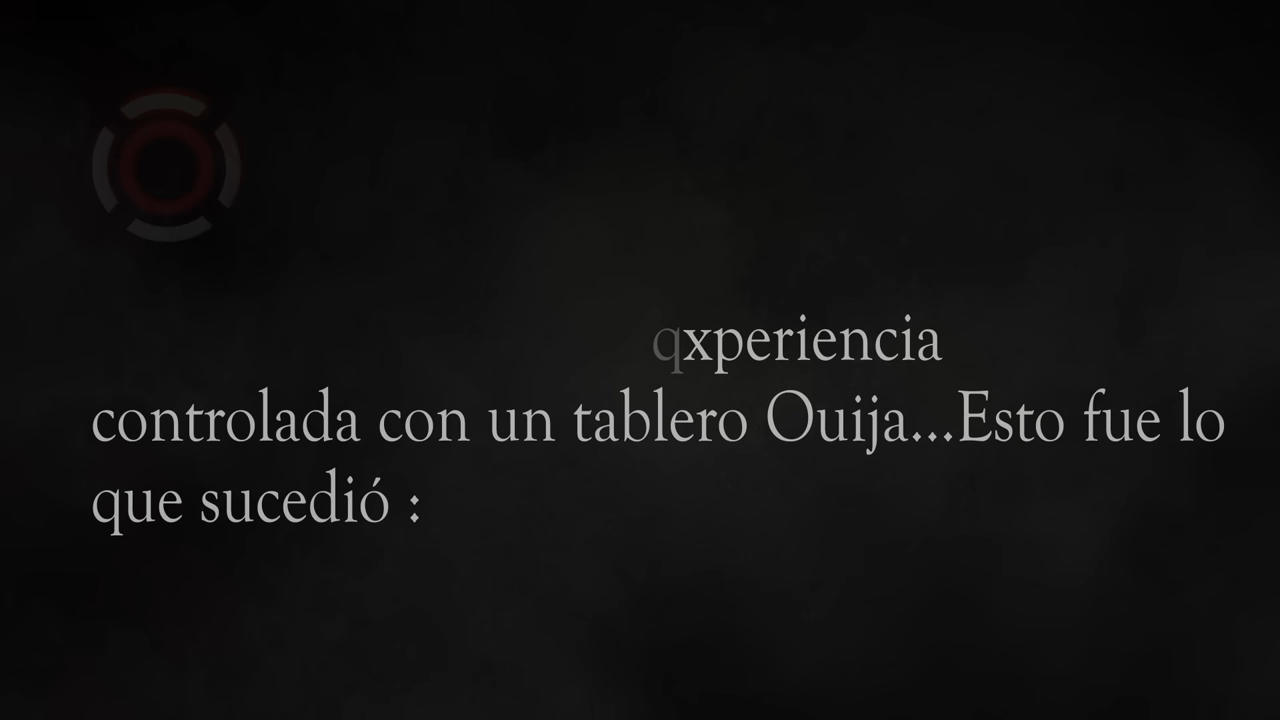 qxperiencia
controlada con un tablero Ouija...Esto fue lo
que sucedió :